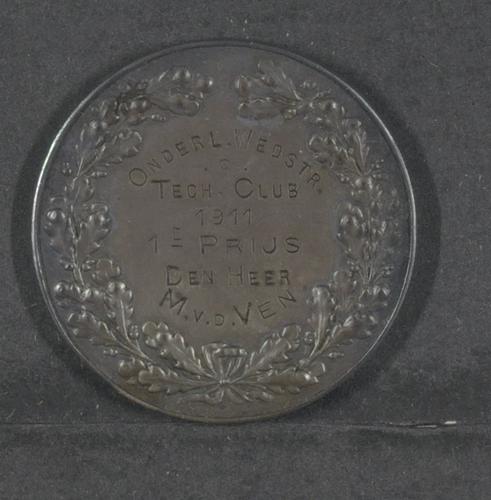 ONDERL. WEDSTR.
TECH. CLUB
1911
1E PRIJS
DEN HEER
M.V.D. VEN